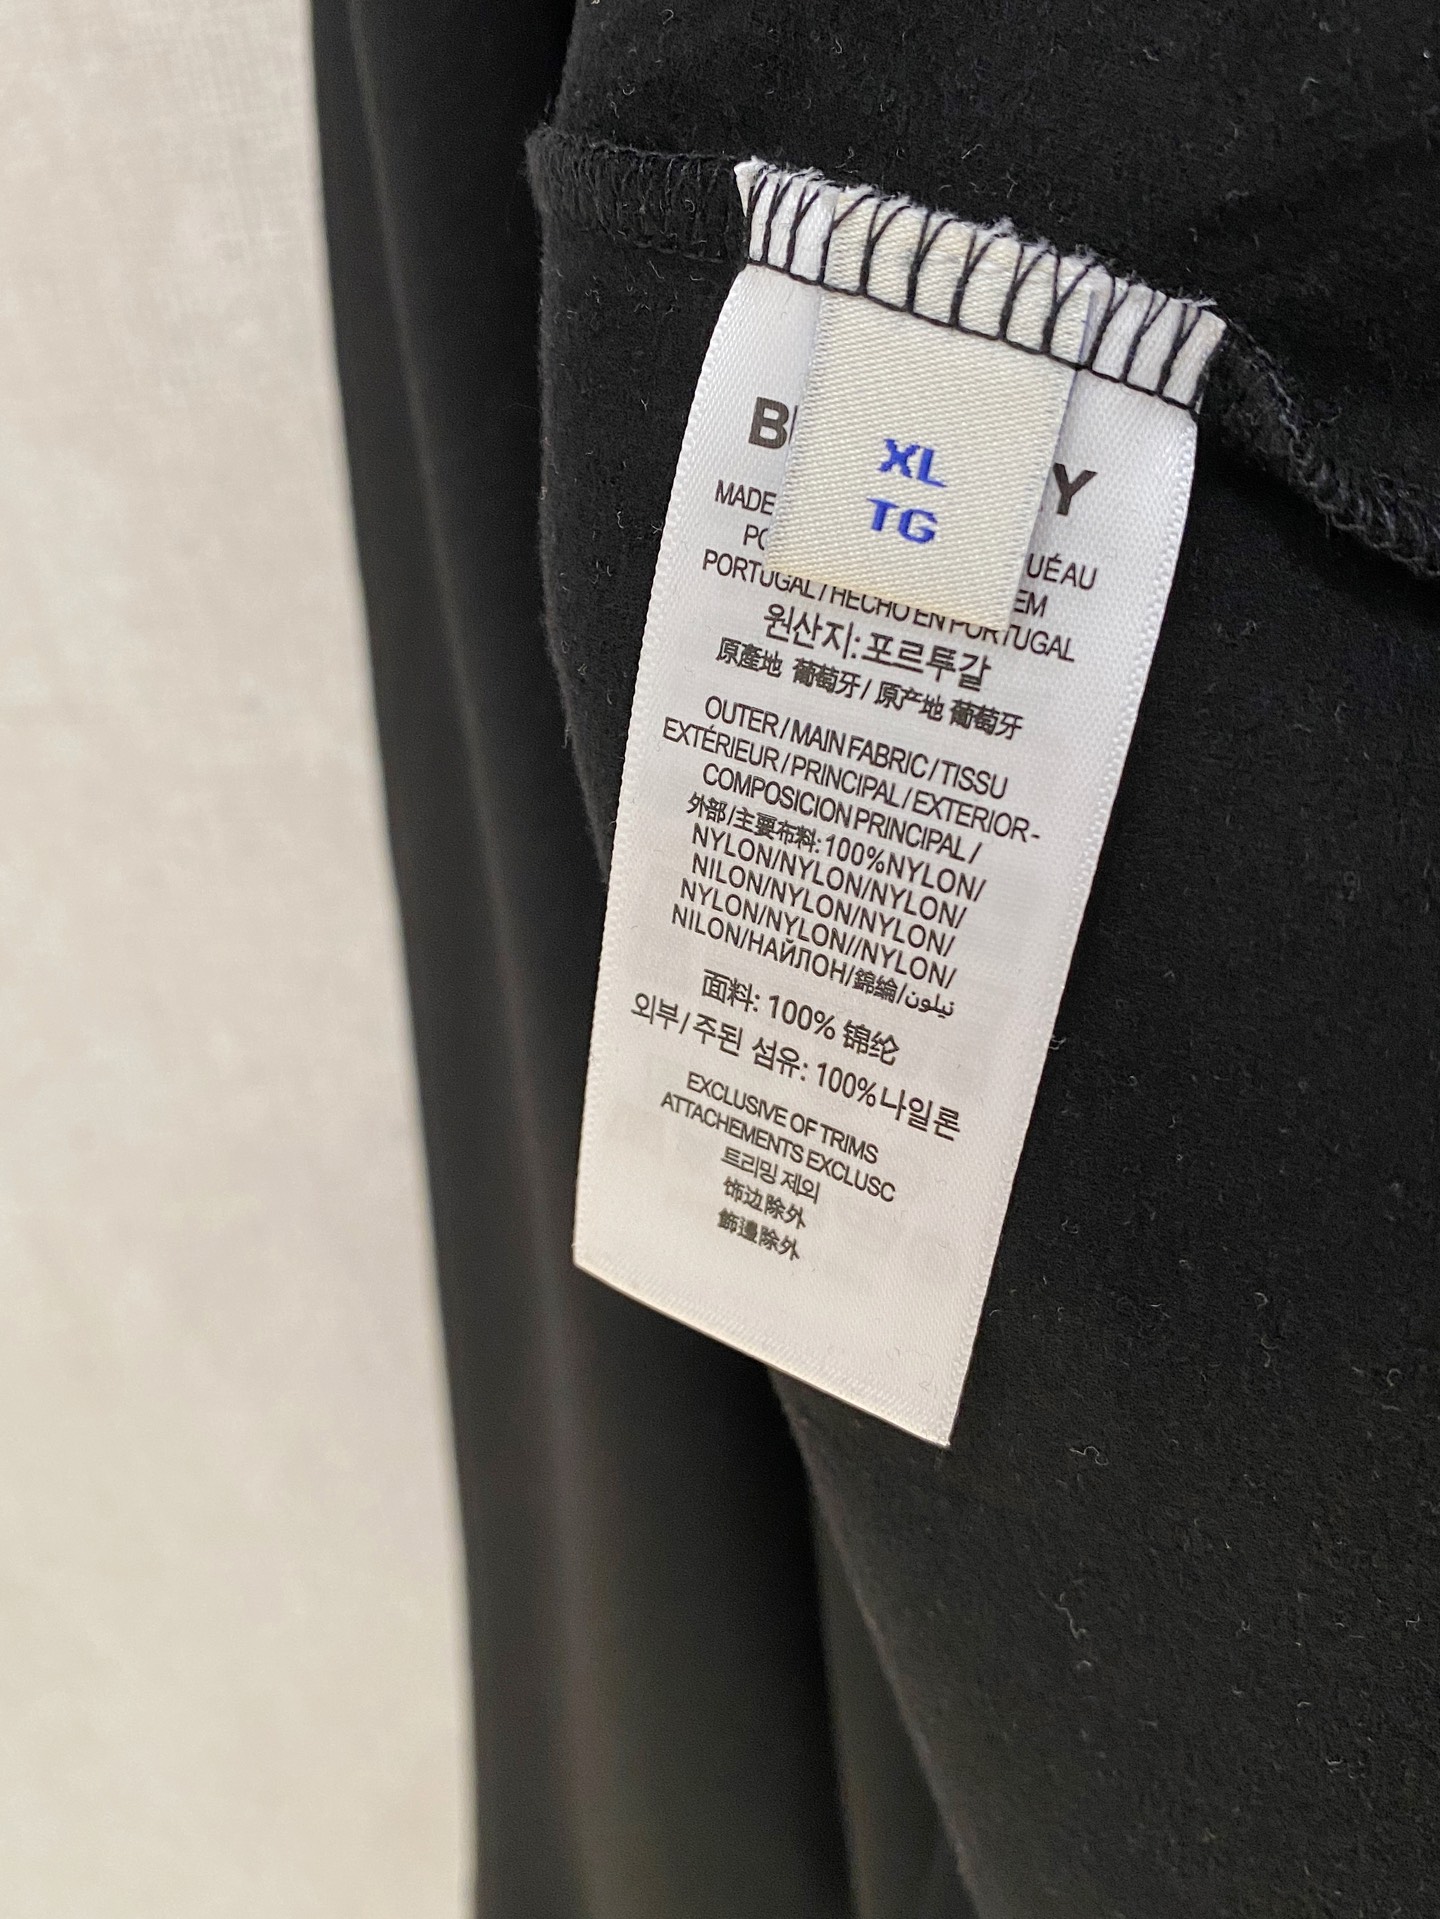 XL
TG
MADE
UÉ AU
EM
PORTUGAL / HECHO EN PORTUGAL
원산지: 포르투갈
原產地 葡萄牙 / 原产地 葡萄牙
OUTER / MAIN FABRIC / TISSU
EXTÉRIEUR / PRINCIPAL / EXTERIOR-
COMPOSICION PRINCIPAL /
外部 / 主要布料: 100% NYLON/
NYLON/NYLON/NYLON/
NILON/NYLON/NYLON/
NYLON/NYLON//NYLON/
NILON/НАЙЛОН/錦綸/نيلون
面料: 100% 锦纶
외부 / 주된 섬유: 100% 나일론
EXCLUSIVE OF TRIMS
ATTACHEMENTS EXCLUSC
트리밍 제외
饰边除外
飾邊除外